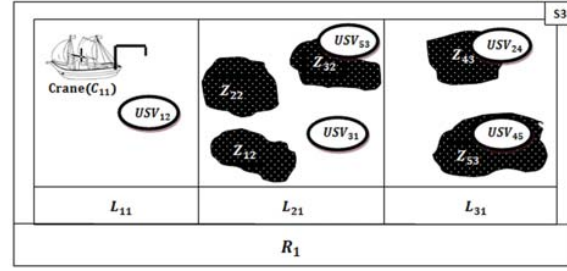 S3
USV₅₃
Z₃₂
Z₄₃
USV₂₄
Crane(C₁₁)
Z₂₂
USV₁₂
Z₁₂
USV₃₁
USV₄₅
Z₅₃
L₁₁
L₂₁
L₃₁
R₁